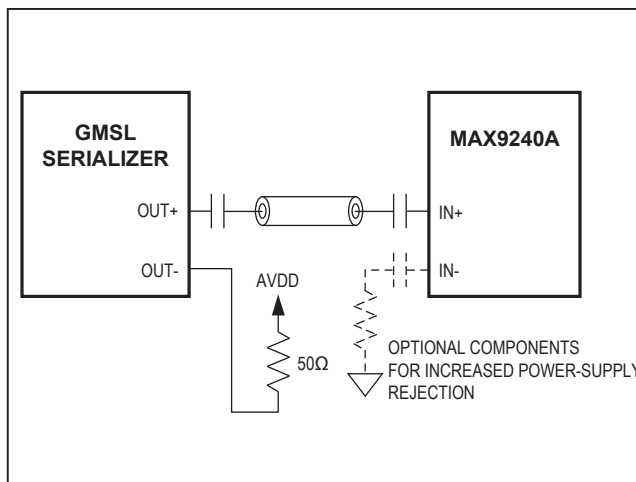 GMSL
SERIALIZER
MAX9240A
OUT+
IN+
OUT-
IN-
AVDD
50Ω
OPTIONAL COMPONENTS
FOR INCREASED POWER-SUPPLY
REJECTION